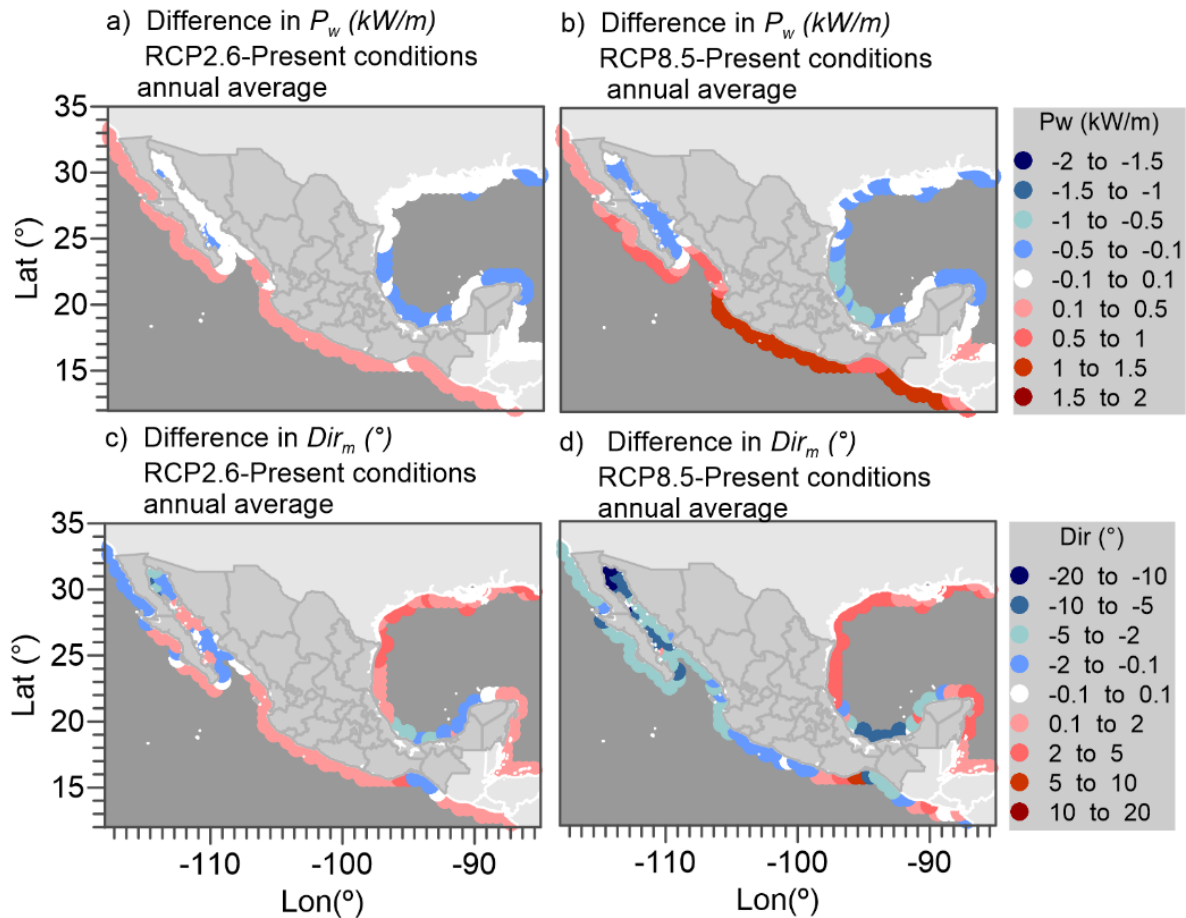 a) Difference in P_w (kW/m)
RCP2.6-Present conditions
annual average
b) Difference in P_w (kW/m)
RCP8.5-Present conditions
annual average
35
30
25
20
15
Lat (°)
Pw (kW/m)
-2 to -1.5
-1.5 to -1
-1 to -0.5
-0.5 to -0.1
-0.1 to 0.1
0.1 to 0.5
0.5 to 1
1 to 1.5
1.5 to 2
c) Difference in Dir_m (°)
RCP2.6-Present conditions
annual average
d) Difference in Dir_m (°)
RCP8.5-Present conditions
annual average
35
30
25
20
15
Lat (°)
Dir (°)
-20 to -10
-10 to -5
-5 to -2
-2 to -0.1
-0.1 to 0.1
0.1 to 2
2 to 5
5 to 10
10 to 20
-110 -100 -90
Lon(º)
-110 -100 -90
Lon(º)